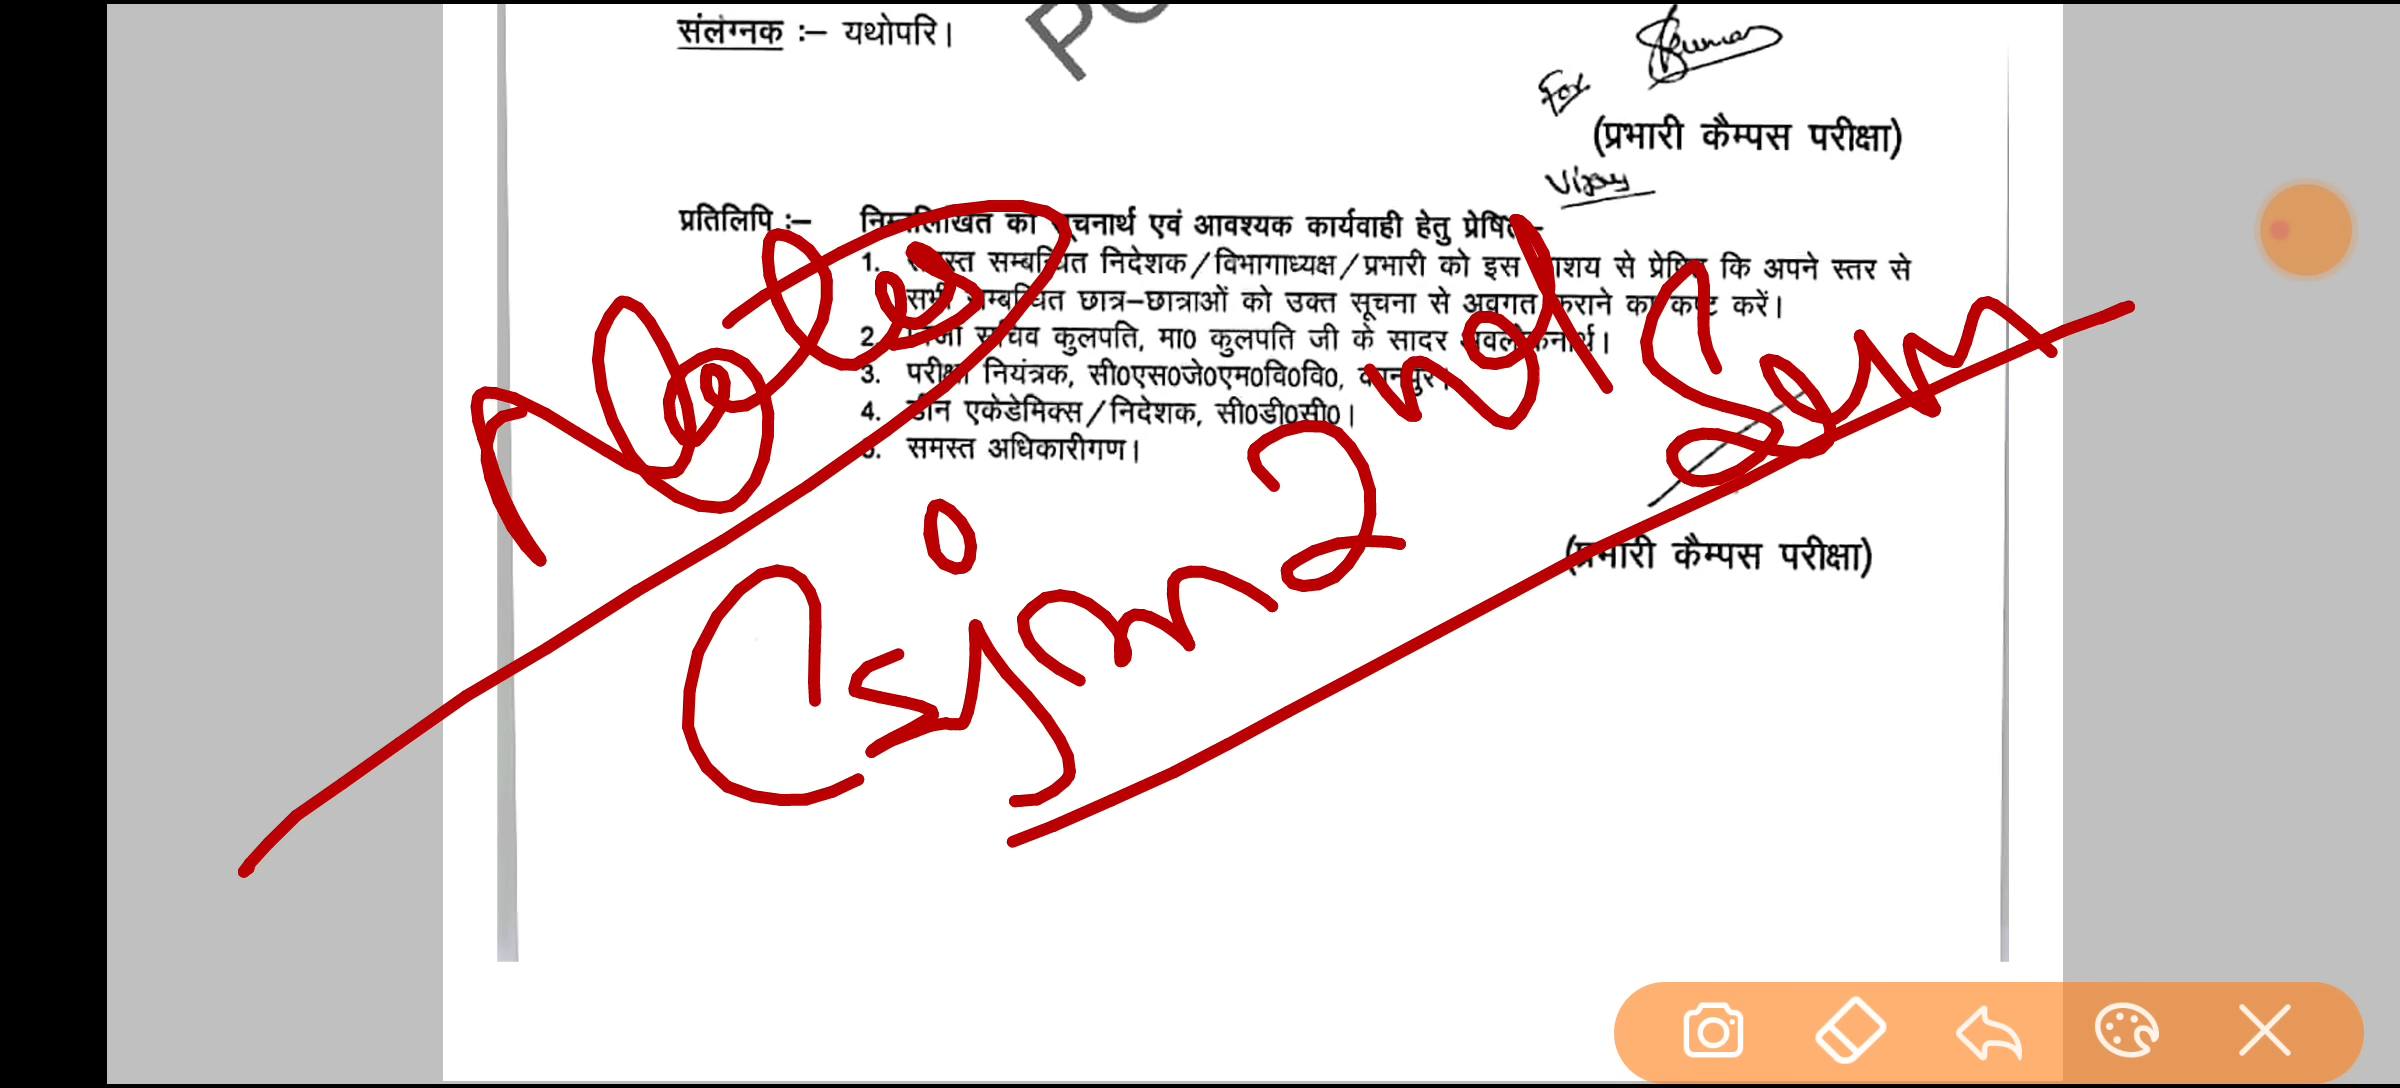 संलग्नक :— यथोपरि।
For
(प्रभारी कैम्पस परीक्षा)
Vijay
प्रतिलिपि :— निम्नलिखित को सूचनार्थ एवं आवश्यक कार्यवाही हेतु प्रेषित:—
1. समस्त सम्बन्धित निदेशक/विभागाध्यक्ष/प्रभारी को इस आशय से प्रेषित कि अपने स्तर से
सभी सम्बन्धित छात्र—छात्राओं को उक्त सूचना से अवगत कराने का कष्ट करें।
2. निजी सचिव कुलपति, मा0 कुलपति जी के सादर अवलोकनार्थ।
3. परीक्षा नियंत्रक, सी0एस0जे0एम0वि0वि0, कानपुर।
4. डीन एकेडेमिक्स/निदेशक, सी0डी0सी0।
5. समस्त अधिकारीगण।
(प्रभारी कैम्पस परीक्षा)
Notes
Csjm 2nd Sem